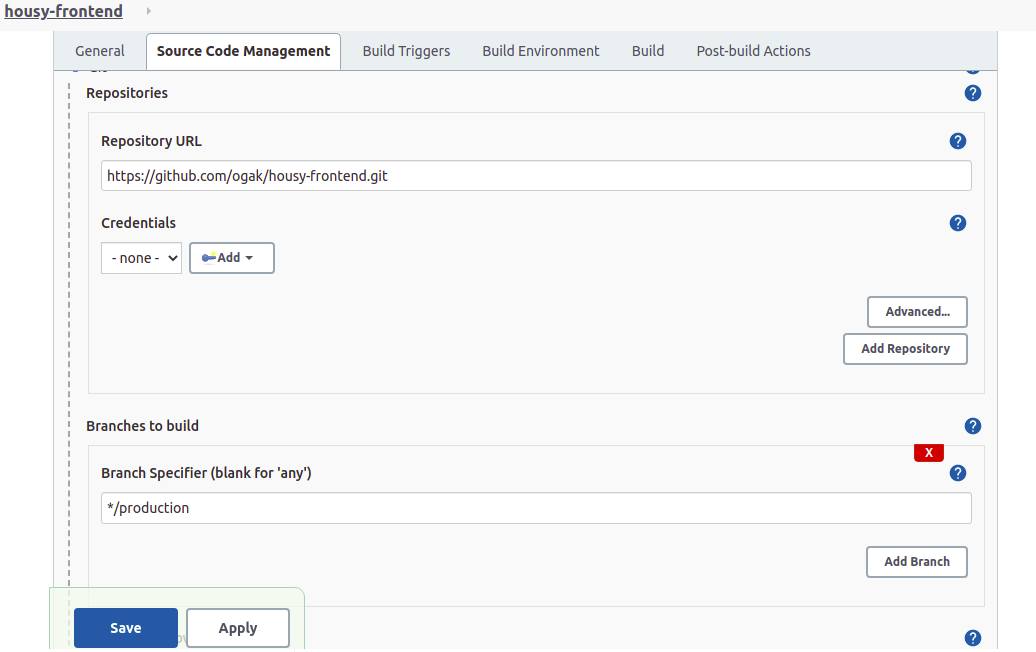 housy-frontend
General Source Code Management Build Triggers Build Environment Build Post-build Actions
Repositories
Repository URL
https://github.com/ogak/housy-frontend.git
Credentials
- none - Add
Advanced...
Add Repository
Branches to build
X
Branch Specifier (blank for 'any')
*/production
Add Branch
Save Apply